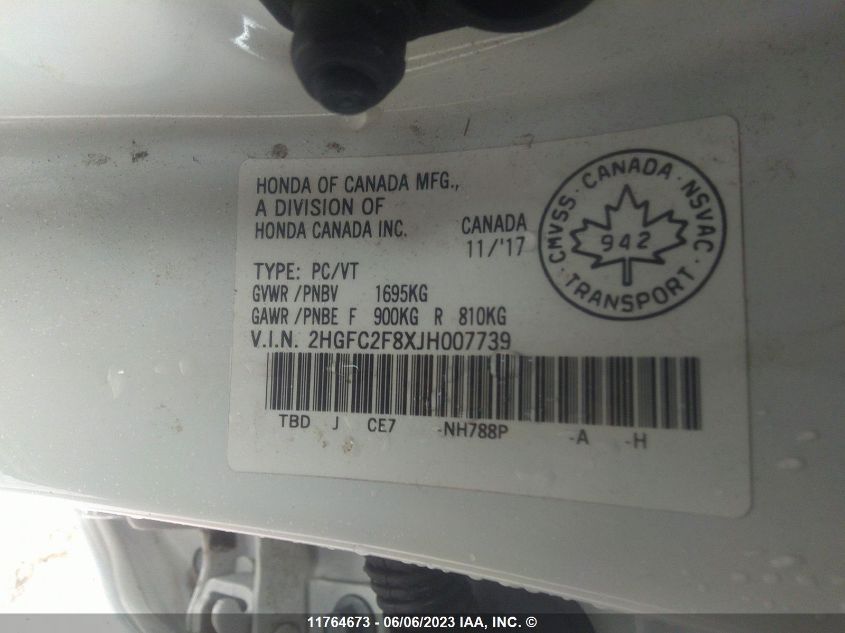 HONDA OF CANADA MFG.,
A DIVISION OF
HONDA CANADA INC.
CANADA
11/'17
TYPE: PC/VT
GVWR /PNBV 1695KG
GAWR /PNBE F 900KG R 810KG
V.I.N. 2HGFC2F8XJH007739
TBD J CE7 -NH788P -A -H
CMVSS · CANADA · NSVAC
942
· TRANSPORT ·
11764673 - 06/06/2023 IAA, INC. ©